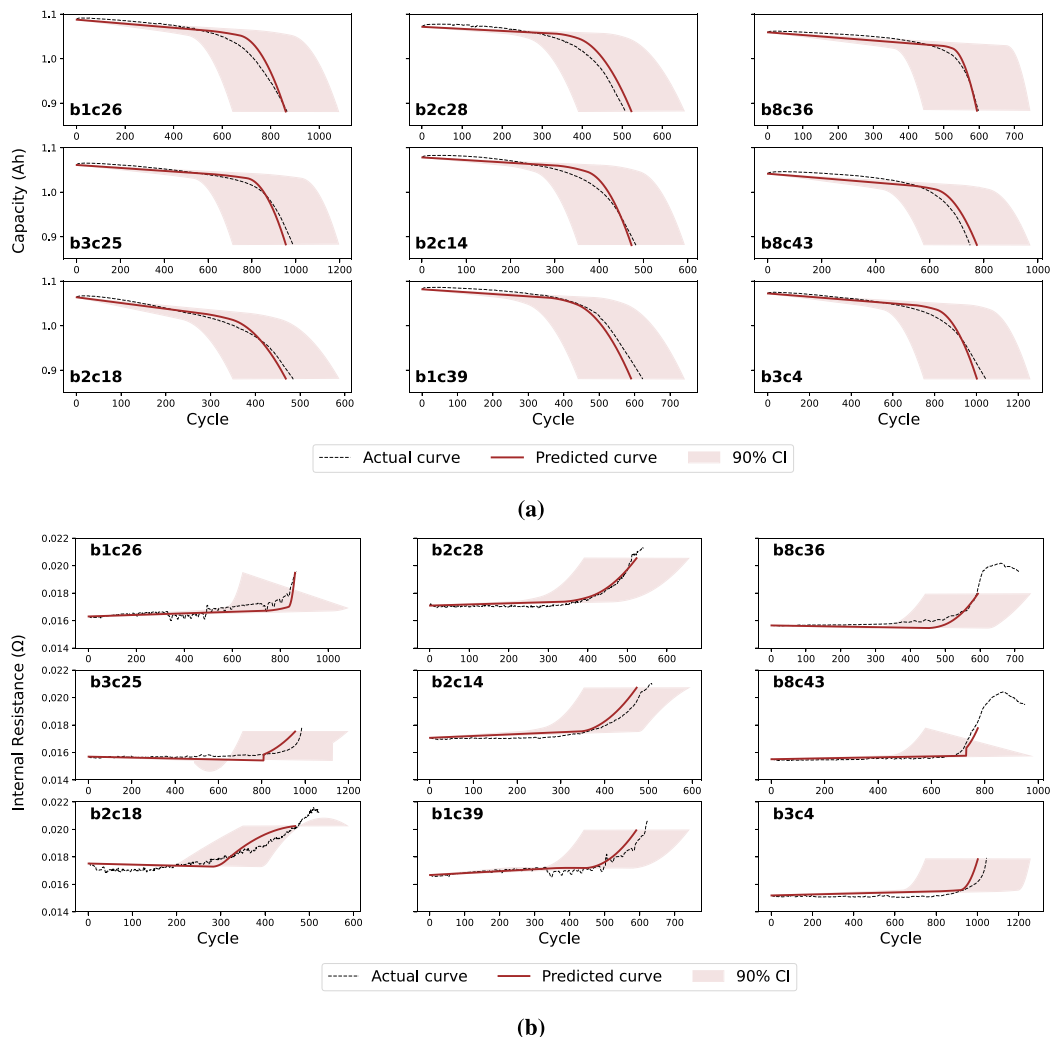 1.1
1.0
0.9
b1c26
0 200 400 600 800 1000
b2c28
0 100 200 300 400 500 600
b8c36
0 100 200 300 400 500 600 700 800
Capacity (Ah)
1.1
1.0
0.9
b3c25
0 200 400 600 800 1000 1200
b2c14
0 100 200 300 400 500 600
b8c43
0 200 400 600 800 1000
1.1
1.0
0.9
b2c18
0 100 200 300 400 500 600
Cycle
b1c39
0 100 200 300 400 500 600 700
Cycle
b3c4
0 200 400 600 800 1000 1200
Cycle
Actual curve Predicted curve 90% CI
(a)
0.022
0.020
0.018
0.016
0.014
b1c26
0 200 400 600 800 1000
b2c28
0 100 200 300 400 500 600
b8c36
0 100 200 300 400 500 600 700 800
Internal Resistance (Ω)
0.022
0.020
0.018
0.016
0.014
b3c25
0 200 400 600 800 1000 1200
b2c14
0 100 200 300 400 500 600
b8c43
0 200 400 600 800 1000
0.022
0.020
0.018
0.016
0.014
b2c18
0 100 200 300 400 500 600
Cycle
b1c39
0 100 200 300 400 500 600 700
Cycle
b3c4
0 200 400 600 800 1000 1200
Cycle
Actual curve Predicted curve 90% CI
(b)